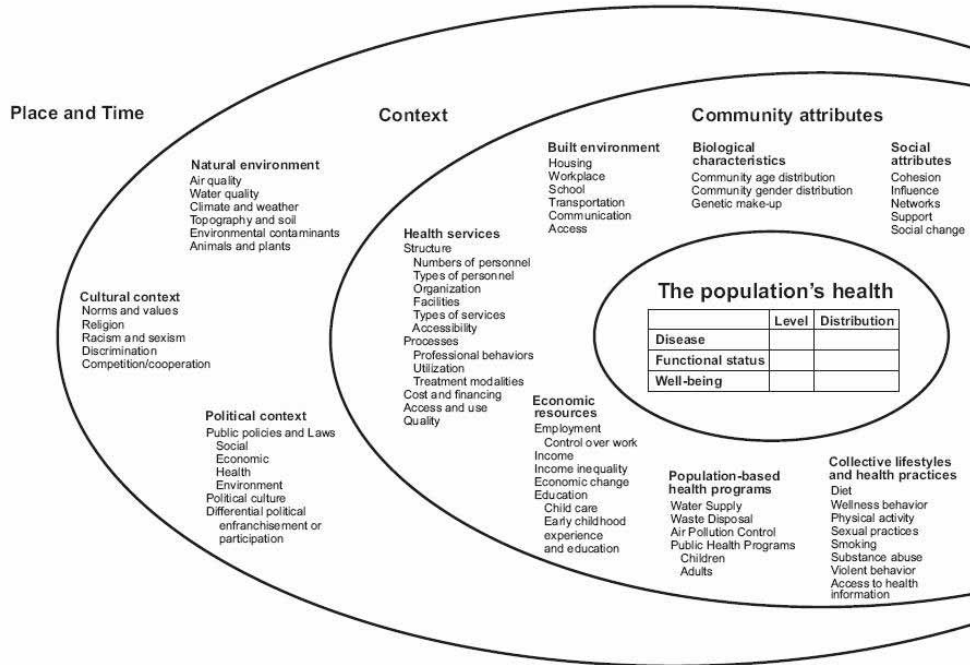 Place and Time
Context
Community attributes
Natural environment
Air quality
Water quality
Climate and weather
Topography and soil
Environmental contaminants
Animals and plants
Cultural context
Norms and values
Religion
Racism and sexism
Discrimination
Competition/cooperation
Political context
Public policies and Laws
Social
Economic
Health
Environment
Political culture
Differential political
enfranchisement or
participation
Built environment
Housing
Workplace
School
Transportation
Communication
Access
Biological
characteristics
Community age distribution
Community gender distribution
Genetic make-up
Social
attributes
Cohesion
Influence
Networks
Support
Social change
Health services
Structure
Numbers of personnel
Types of personnel
Organization
Facilities
Types of services
Accessibility
Processes
Professional behaviors
Utilization
Treatment modalities
Cost and financing
Access and use
Quality
The population's health
Level Distribution
Disease
Functional status
Well-being
Economic
resources
Employment
Control over work
Income
Income inequality
Economic change
Education
Child care
Early childhood
experience
and education
Population-based
health programs
Water Supply
Waste Disposal
Air Pollution Control
Public Health Programs
Children
Adults
Collective lifestyles
and health practices
Diet
Wellness behavior
Physical activity
Sexual practices
Smoking
Substance abuse
Violent behavior
Access to health
information